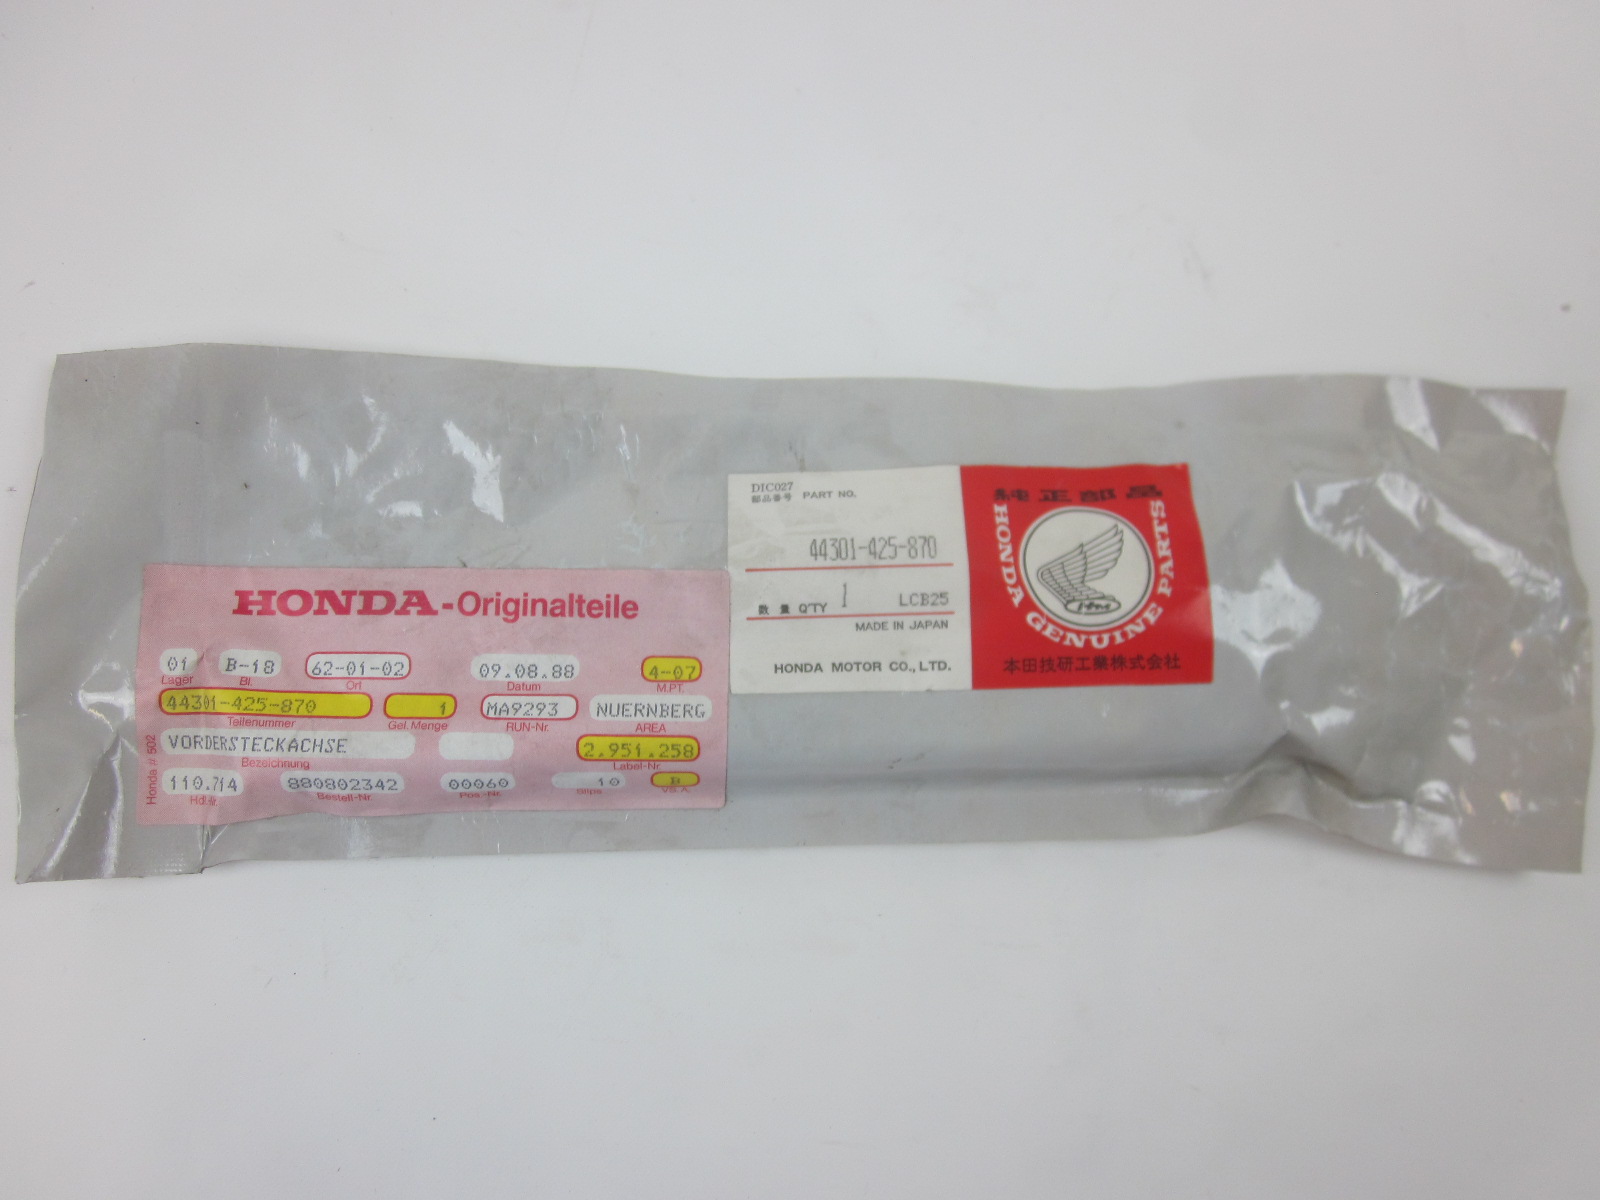 HONDA-Originalteile
01 B-18 62-01-02 09.08.88 4-07
Lager Bl. Ort Datum M.PT.
44301-425-870 1 MA9293 NUERNBERG
Teilenummer Gel. Menge RUN-Nr. AREA
VORDERSTECKACHSE 2.951.258
Bezeichnung Label-Nr.
110.714 880802342 00060 10 B
Hdl.Nr. Bestell-Nr. Pos.-Nr. Slips VS.A.
Honda # 502
DIC027
部品番号 PART NO.
44301-425-870
数量 Q'TY 1 LCB25
MADE IN JAPAN
HONDA MOTOR CO., LTD.
純正部品
HONDA GENUINE PARTS
本田技研工業株式会社